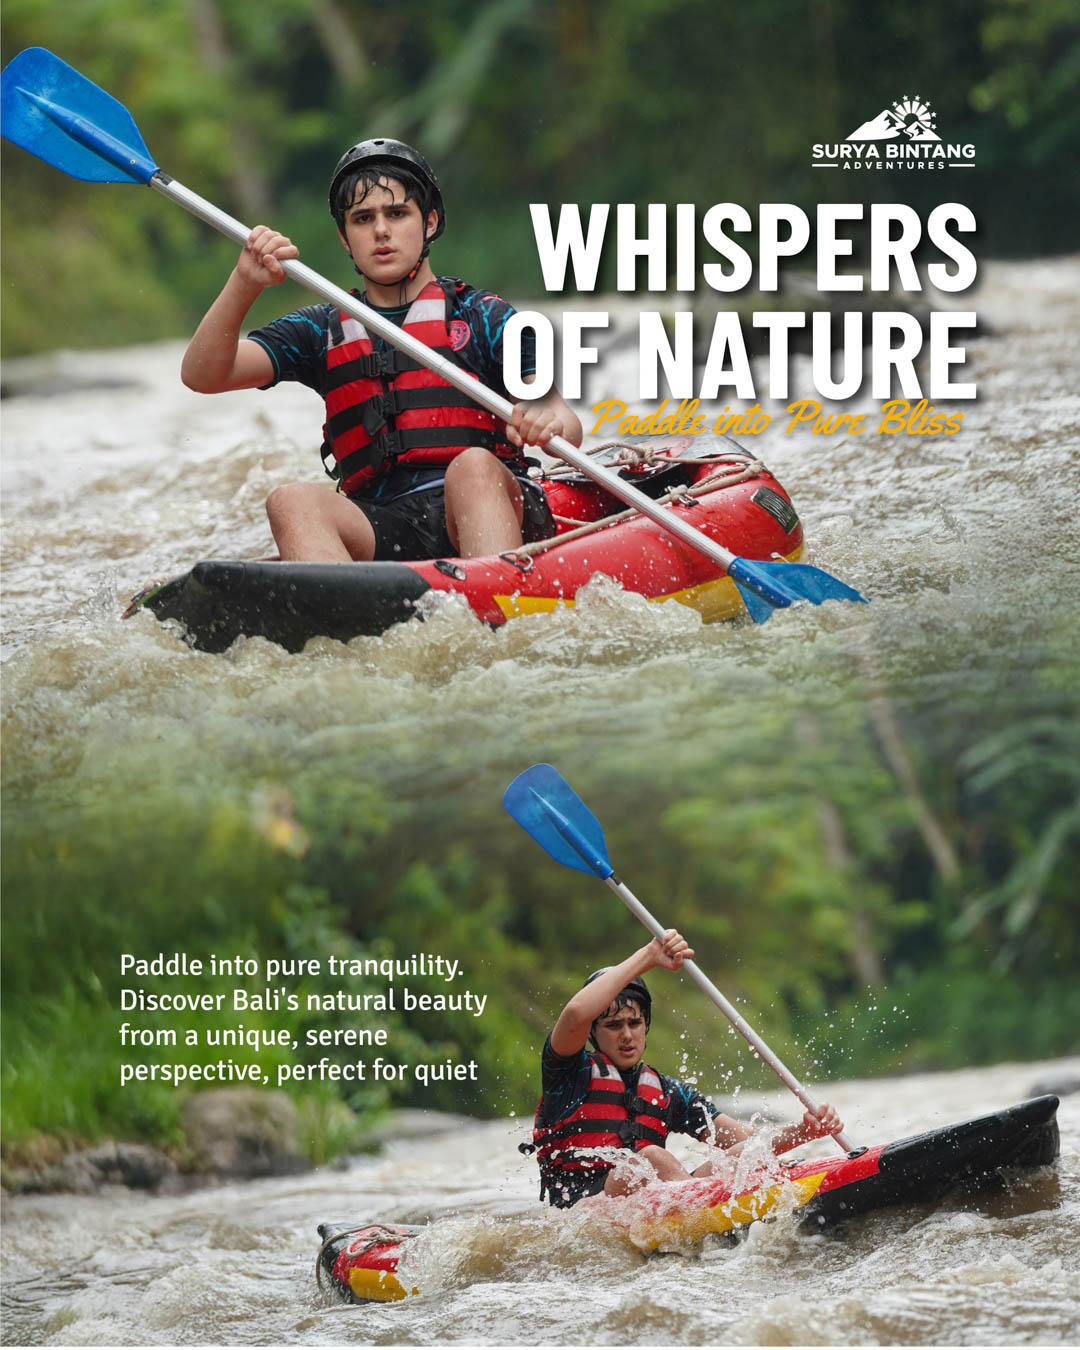 SURYA BINTANG
ADVENTURES
WHISPERS
OF NATURE
Paddle into Pure Bliss
Paddle into pure tranquility.
Discover Bali's natural beauty
from a unique, serene
perspective, perfect for quiet